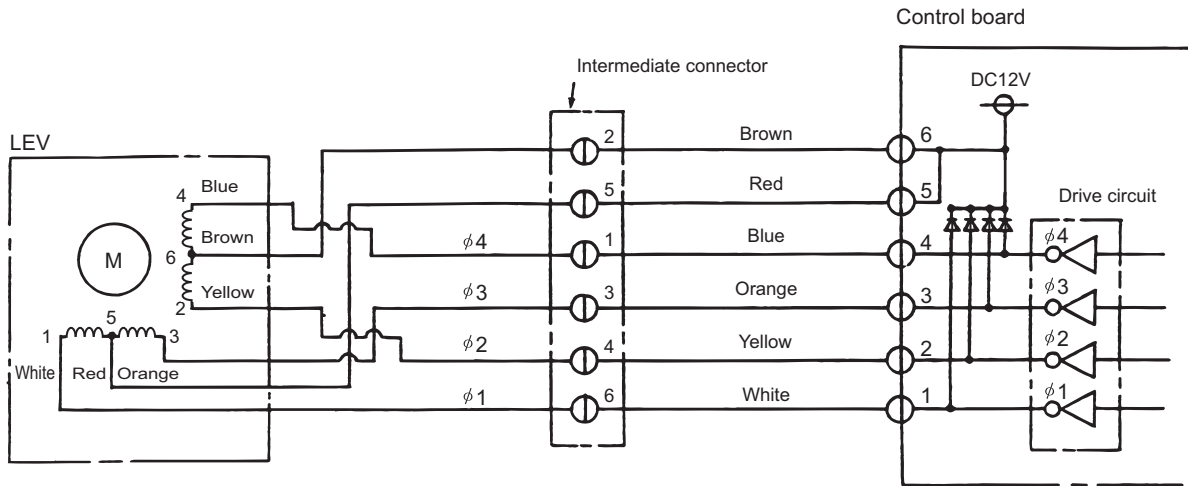 Control board
Intermediate connector
DC12V
LEV
2 Brown 6
4 Blue
5 Red 5
Drive circuit
Brown
φ4 1 Blue 4 φ4
M 6
Yellow
2
φ3 3 Orange 3 φ3
1 5 3
φ2 4 Yellow 2 φ2
White Red Orange
φ1 6 White 1 φ1